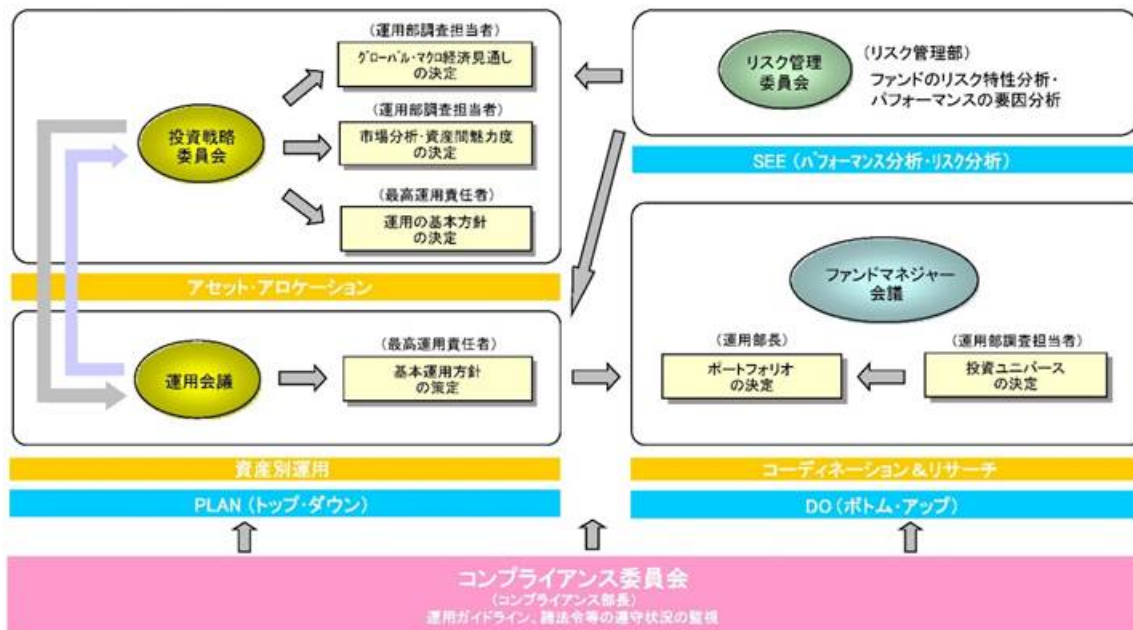 (運用部調査担当者)
グローバル・マクロ経済見通し
の決定
(運用部調査担当者)
市場分析・資産間魅力度
の決定
(最高運用責任者)
運用の基本方針
の決定
投資戦略
委員会
アセット・アロケーション
運用会議
(最高運用責任者)
基本運用方針
の策定
資産別運用
PLAN(トップ・ダウン)
リスク管理
委員会
(リスク管理部)
ファンドのリスク特性分析・
パフォーマンスの要因分析
SEE(パフォーマンス分析・リスク分析)
ファンドマネジャー
会議
(運用部長)
ポートフォリオ
の決定
(運用部調査担当者)
投資ユニバース
の決定
コーディネーション&リサーチ
DO(ボトム・アップ)
コンプライアンス委員会
(コンプライアンス部長)
運用ガイドライン、諸法令等の遵守状況の監視